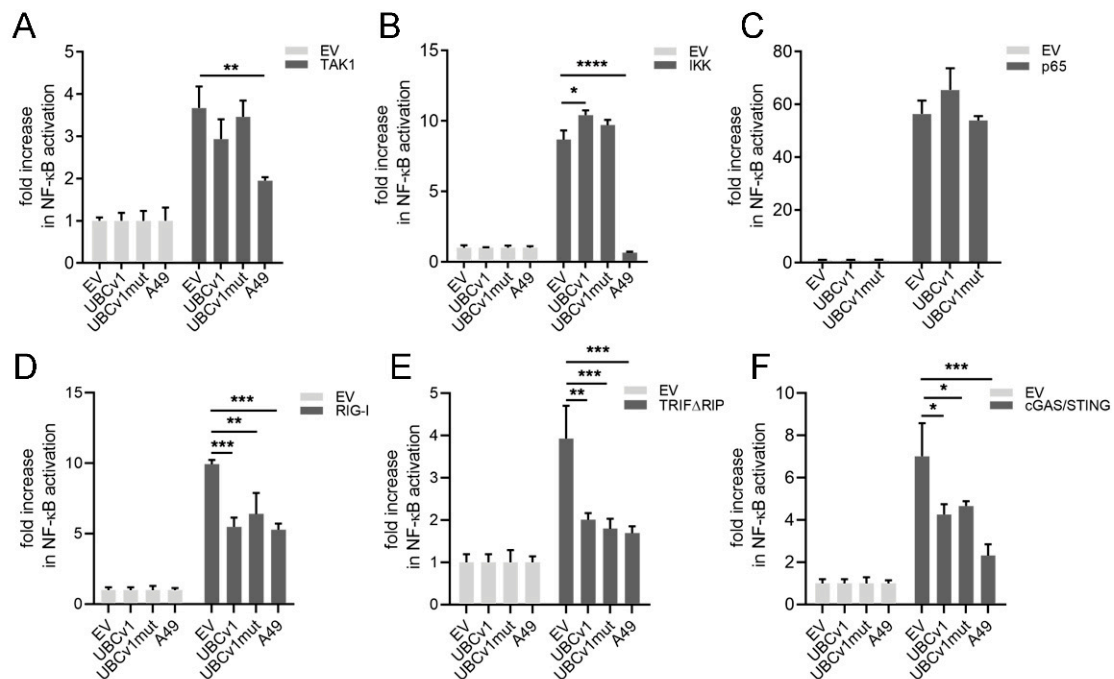 A
fold increase
in NF-κB activation
5
4
3
2
1
0
EV
TAK1
**
EV
UBCv1
UBCv1mut
A49
EV
UBCv1
UBCv1mut
A49
B
fold increase
in NF-κB activation
15
10
5
0
EV
IKK
****
*
EV
UBCv1
UBCv1mut
A49
EV
UBCv1
UBCv1mut
A49
C
fold increase
in NF-κB activation
80
60
40
20
0
EV
p65
EV
UBCv1
UBCv1mut
EV
UBCv1
UBCv1mut
D
fold increase
in NF-κB activation
15
10
5
0
EV
RIG-I
***
**
***
EV
UBCv1
UBCv1mut
A49
EV
UBCv1
UBCv1mut
A49
E
fold increase
in NF-κB activation
5
4
3
2
1
0
EV
TRIFΔRIP
***
***
**
EV
UBCv1
UBCv1mut
A49
EV
UBCv1
UBCv1mut
A49
F
fold increase
in NF-κB activation
10
8
6
4
2
0
EV
cGAS/STING
***
*
*
EV
UBCv1
UBCv1mut
A49
EV
UBCv1
UBCv1mut
A49